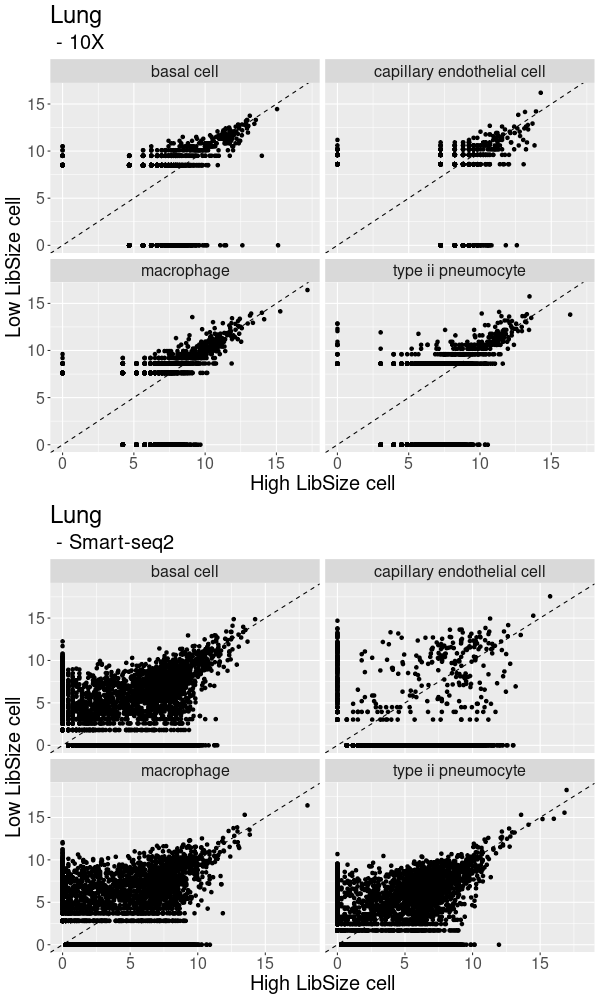 Lung
- 10X
basal cell
capillary endothelial cell
15
10
5
0
macrophage
type ii pneumocyte
15
10
5
0
0 5 10 15 0 5 10 15
Low LibSize cell
High LibSize cell
Lung
- Smart-seq2
basal cell
capillary endothelial cell
15
10
5
0
macrophage
type ii pneumocyte
15
10
5
0
0 5 10 15 0 5 10 15
Low LibSize cell
High LibSize cell